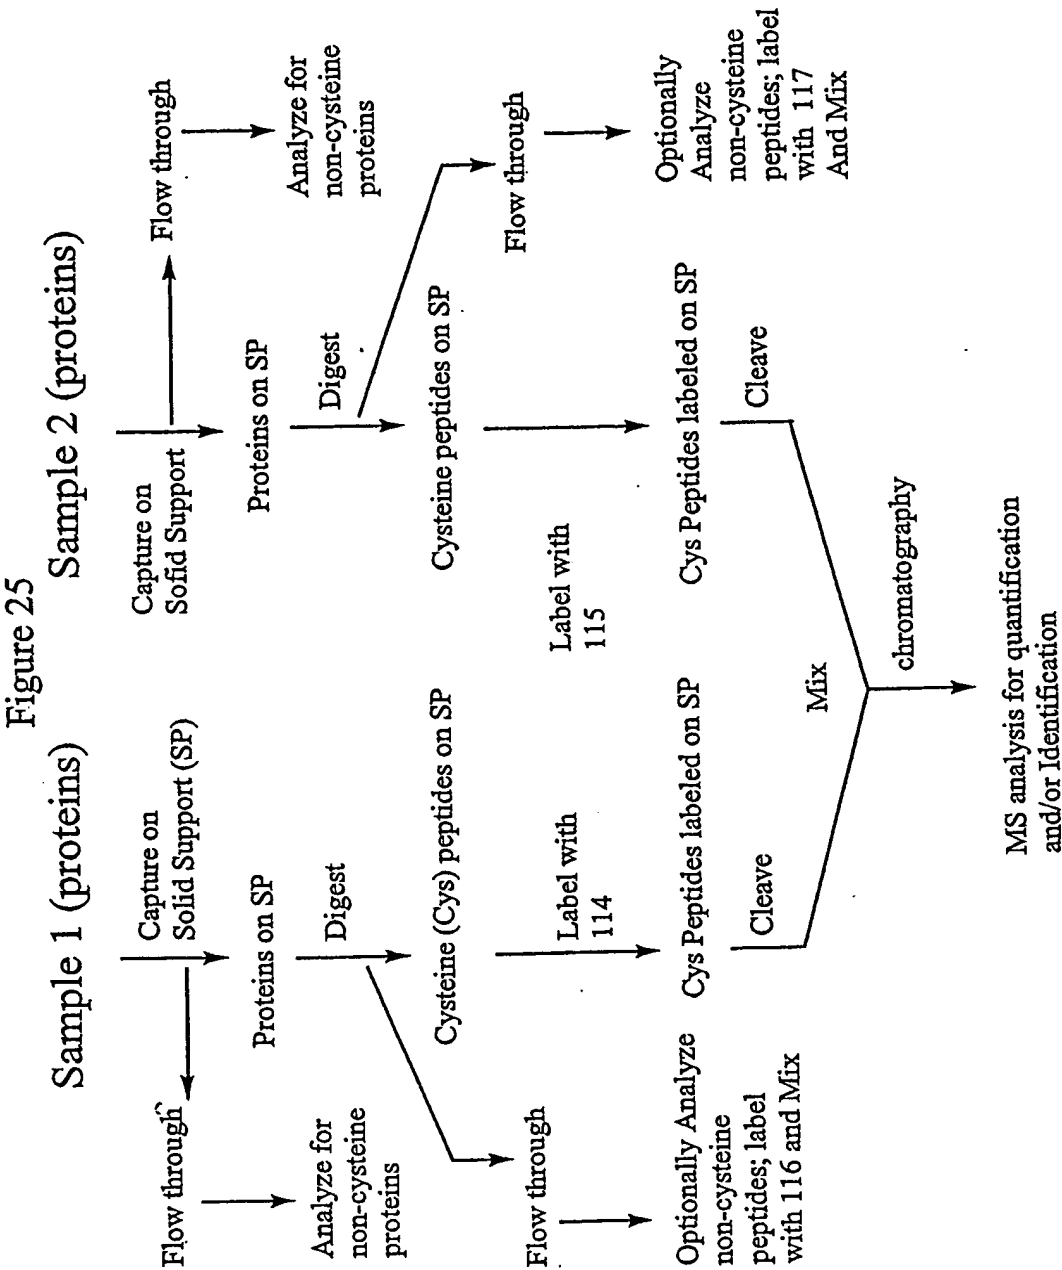 Figure 25
Sample 1 (proteins)
Capture on
Solid Support (SP)
Flow through
Analyze for
non-cysteine
proteins
Proteins on SP
Digest
Flow through
Optionally Analyze
non-cysteine
peptides; label
with 116 and Mix
Cysteine (Cys) peptides on SP
Label with
114
Cys Peptides labeled on SP
Cleave
Sample 2 (proteins)
Capture on
Solid Support
Flow through
Analyze for
non-cysteine
proteins
Proteins on SP
Digest
Flow through
Optionally
Analyze
non-cysteine
peptides; label
with 117
And Mix
Cysteine peptides on SP
Label with
115
Cys Peptides labeled on SP
Cleave
Mix
chromatography
MS analysis for quantification
and/or Identification